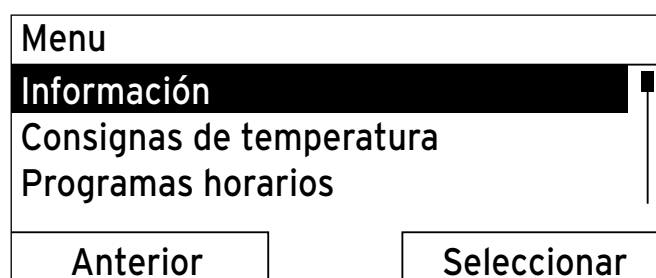 Menu
Información
Consignas de temperatura
Programas horarios
Anterior
Seleccionar